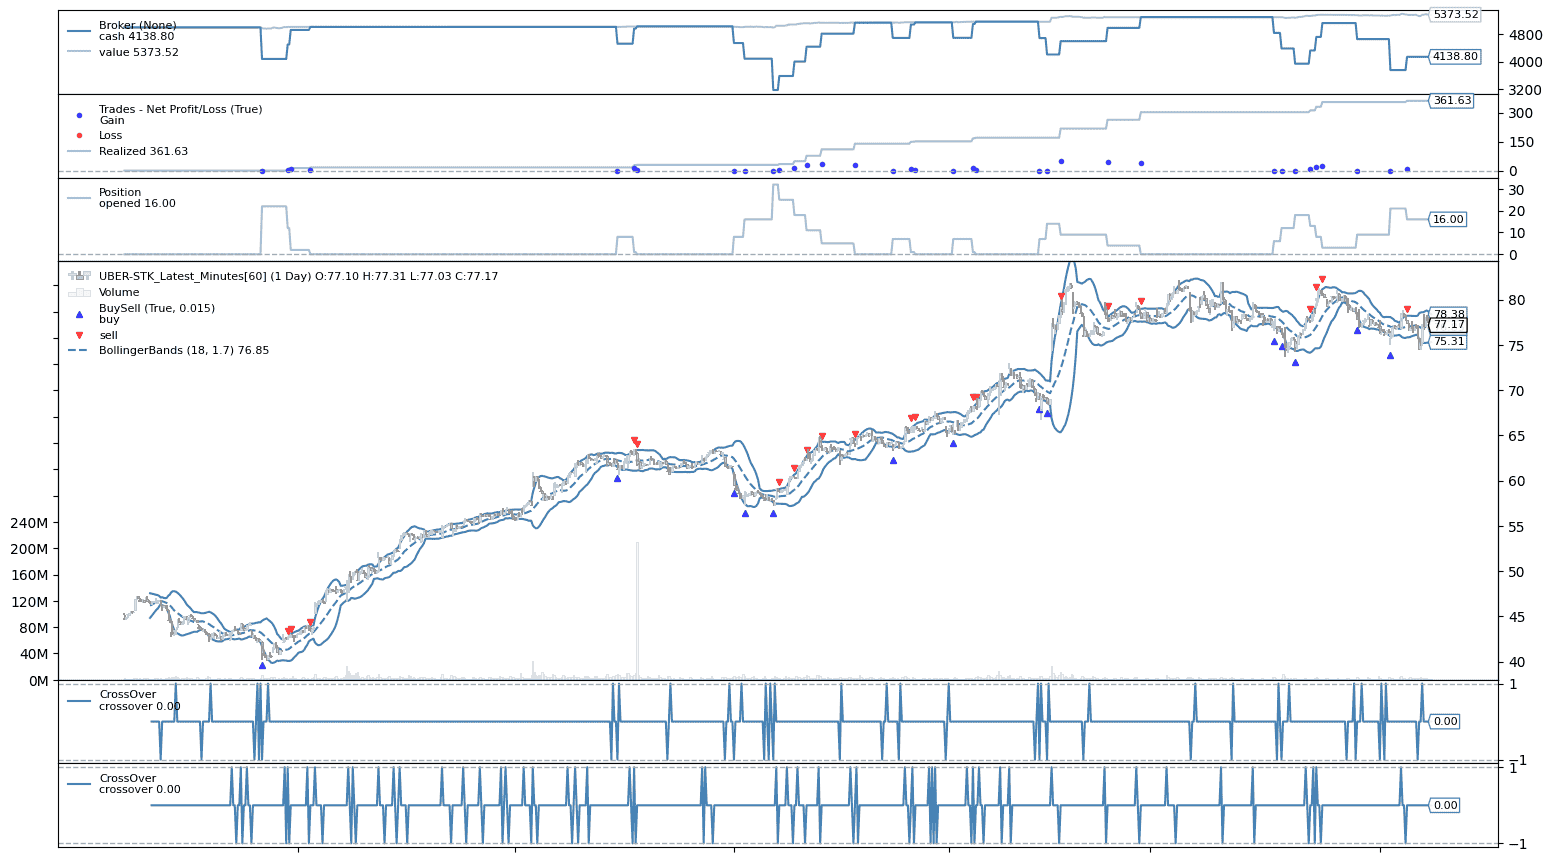 Broker (None)
cash 4138.80
value 5373.52
5373.52
4800
4138.80
4000
3200
Trades - Net Profit/Loss (True)
Gain
Loss
Realized 361.63
361.63
300
150
0
Position
opened 16.00
30
20
16.00
10
0
UBER-STK_Latest_Minutes[60] (1 Day) O:77.10 H:77.31 L:77.03 C:77.17
Volume
BuySell (True, 0.015)
buy
sell
BollingerBands (18, 1.7) 76.85
80
78.38
77.17
75.31
75
70
65
60
55
50
45
40
240M
200M
160M
120M
80M
40M
0M
CrossOver
crossover 0.00
1
0.00
−1
CrossOver
crossover 0.00
1
0.00
−1